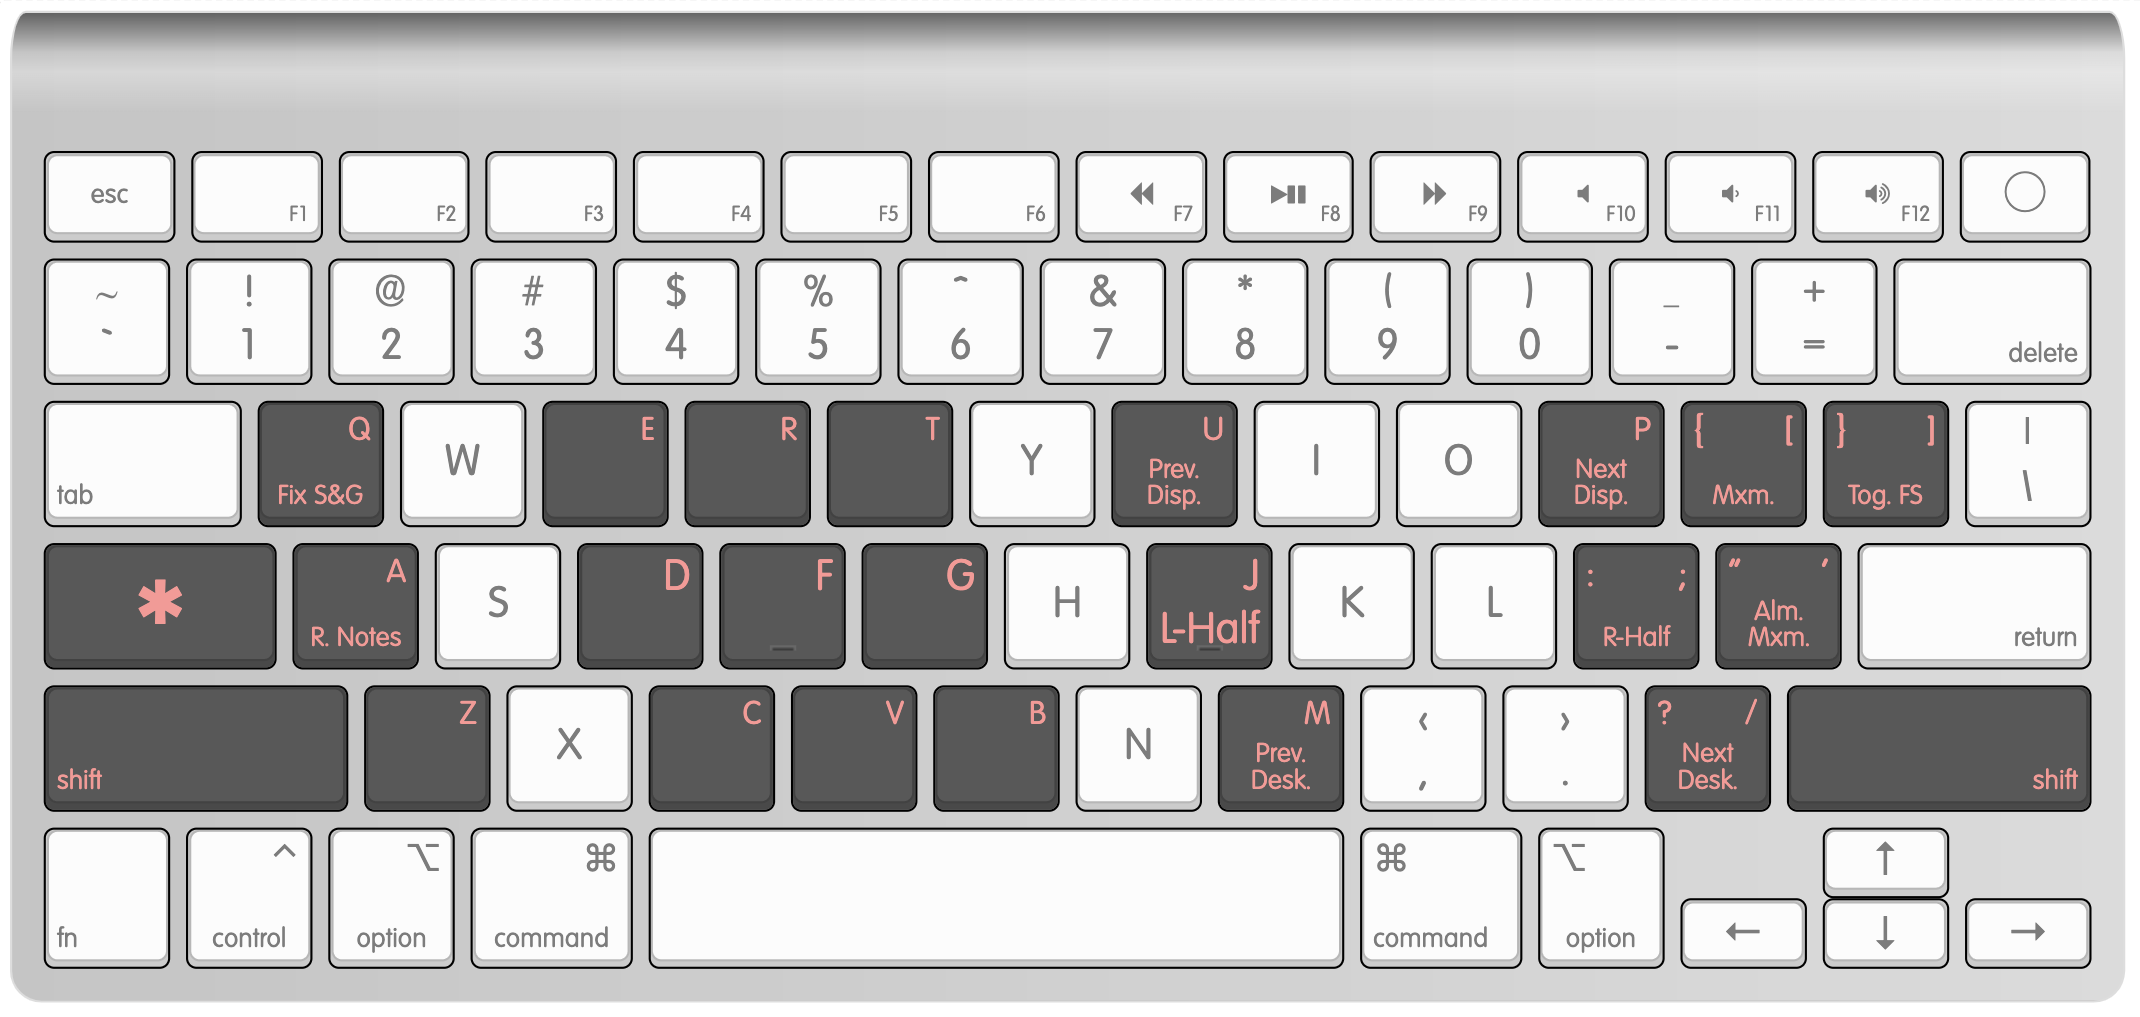 esc F1 F2 F3 F4 F5 F6 F7 F8 F9 F10 F11 F12
~ ! @ # $ % ^ & * ( ) _ +
` 1 2 3 4 5 6 7 8 9 0 - = delete
tab
Q
Fix S&G
W
E
R
T
Y
U
Prev.
Disp.
I
O
P
Next
Disp.
{ [
Mxm.
} ]
Tog. FS
|
\
*
A
R. Notes
S
D
F
G
H
J
L-Half
K
L
: ;
R-Half
" '
Alm.
Mxm.
return
shift
Z
X
C
V
B
N
M
Prev.
Desk.
‹
,
›
.
? /
Next
Desk.
shift
fn
^
control
⌥
option
⌘
command
⌘
command
⌥
option
←
↑
↓
→